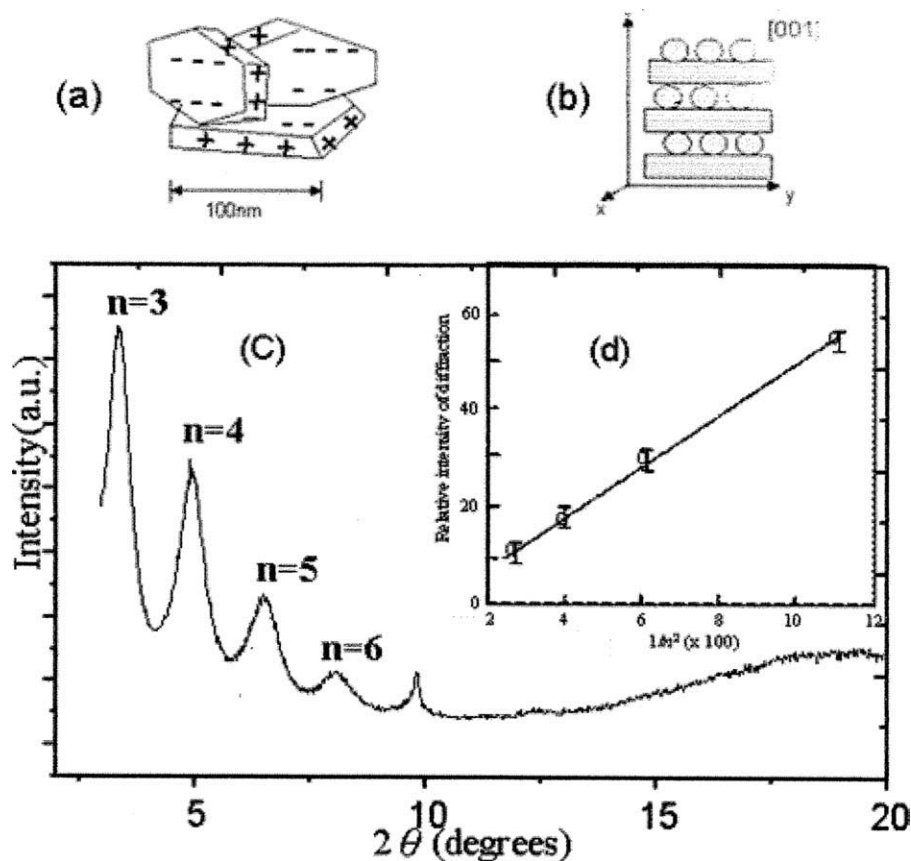 (a)
100nm
(b)
z
[001]
x
y
Intensity(a.u.)
n=3
n=4
n=5
n=6
(C)
(d)
Relative intensity of diffraction
60
40
20
0
2
4
6
8
10
12
1/n² (x 100)
5
10
15
20
2 θ (degrees)